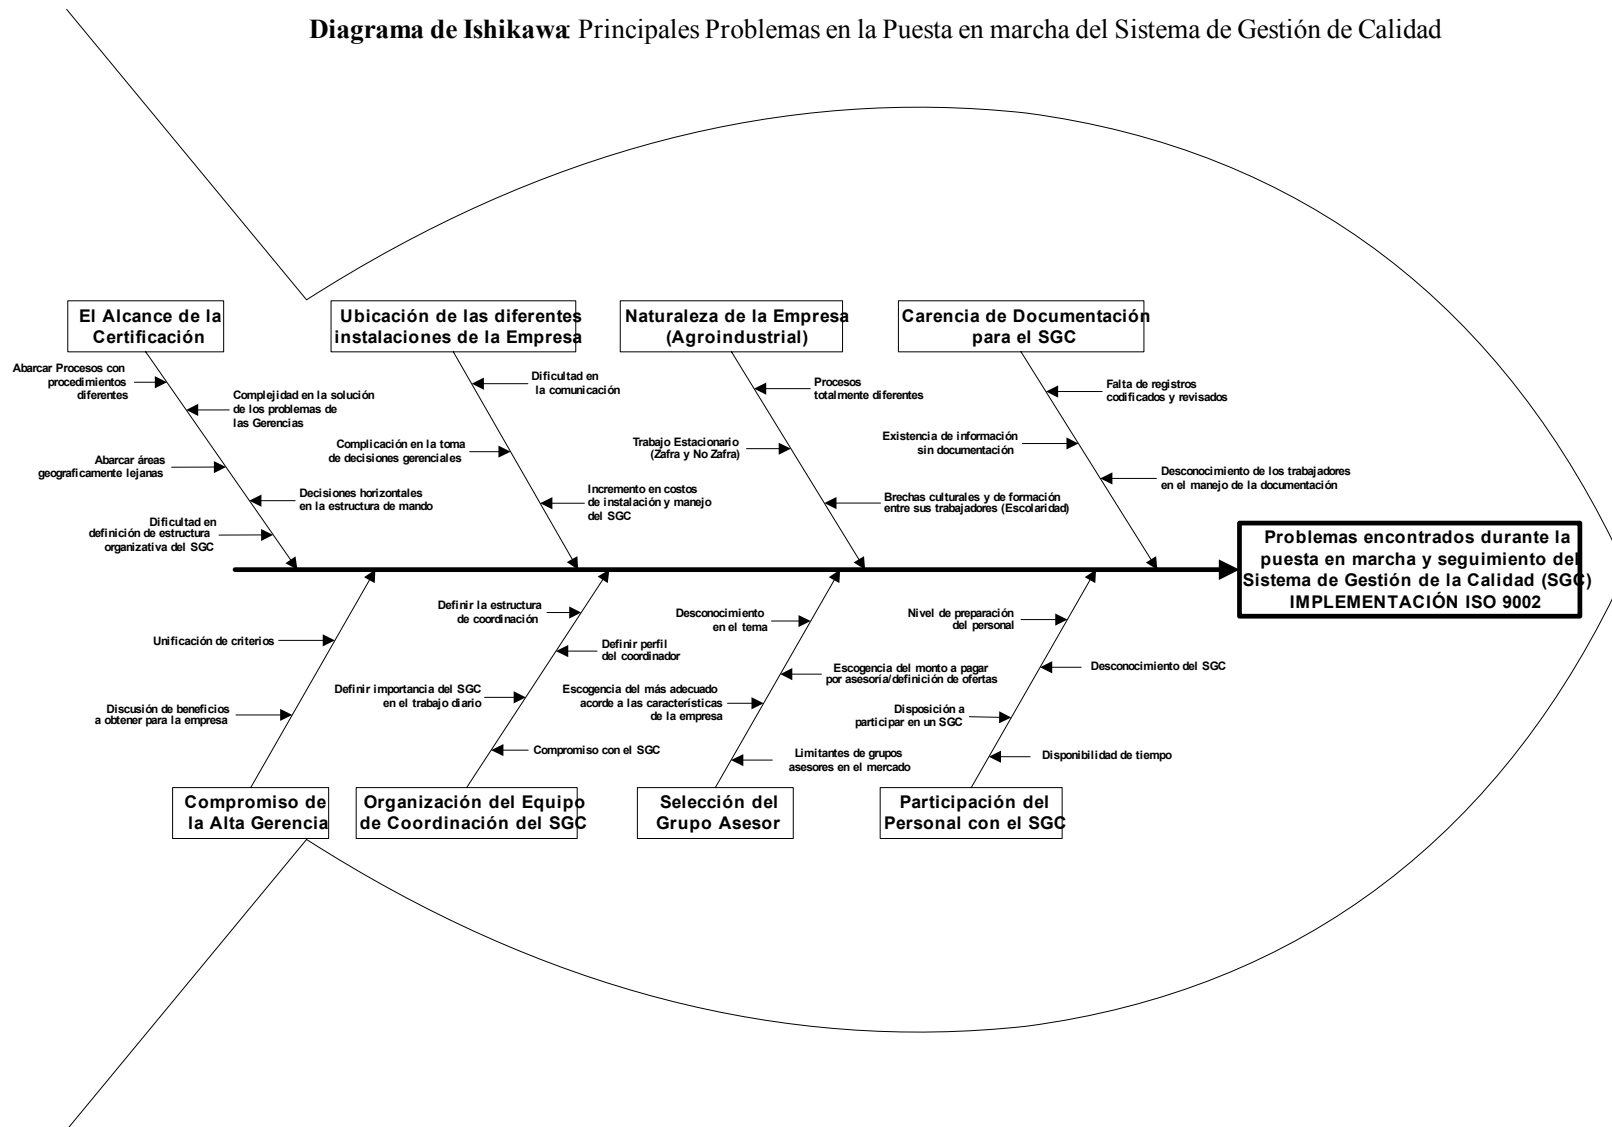 Diagrama de Ishikawa: Principales Problemas en la Puesta en marcha del Sistema de Gestión de Calidad
El Alcance de la
Certificación
Ubicación de las diferentes
instalaciones de la Empresa
Naturaleza de la Empresa
(Agroindustrial)
Carencia de Documentación
para el SGC
Abarcar Procesos con
procedimientos
diferentes
Complejidad en la solución
de los problemas de
las Gerencias
Abarcar áreas
geograficamente lejanas
Decisiones horizontales
en la estructura de mando
Dificultad en
definición de estructura
organizativa del SGC
Dificultad en
la comunicación
Complicación en la toma
de decisiones gerenciales
Incremento en costos
de instalación y manejo
del SGC
Procesos
totalmente diferentes
Trabajo Estacionario
(Zafra y No Zafra)
Brechas culturales y de formación
entre sus trabajadores (Escolaridad)
Falta de registros
codificados y revisados
Existencia de información
sin documentación
Desconocimiento de los trabajadores
en el manejo de la documentación
Problemas encontrados durante la
puesta en marcha y seguimiento del
Sistema de Gestión de la Calidad (SGC)
IMPLEMENTACIÓN ISO 9002
Unificación de criterios
Discusión de beneficios
a obtener para la empresa
Definir la estructura
de coordinación
Definir perfil
del coordinador
Definir importancia del SGC
en el trabajo diario
Compromiso con el SGC
Desconocimiento
en el tema
Escogencia del monto a pagar
por asesoría/definición de ofertas
Escogencia del más adecuado
acorde a las características
de la empresa
Limitantes de grupos
asesores en el mercado
Nivel de preparación
del personal
Desconocimiento del SGC
Disposición a
participar en un SGC
Disponibilidad de tiempo
Compromiso de
la Alta Gerencia
Organización del Equipo
de Coordinación del SGC
Selección del
Grupo Asesor
Participación del
Personal con el SGC